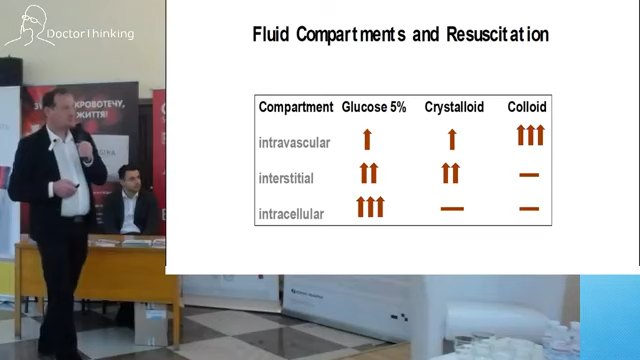 DoctorThinking
Fluid Compartments and Resuscitation
Compartment Glucose 5% Crystalloid Colloid
intravascular ↑ ↑ ↑↑↑
interstitial ↑↑ ↑↑ —
intracellular ↑↑↑ — —
КРОВОТЕЧУ,
ЖИТТЯ!